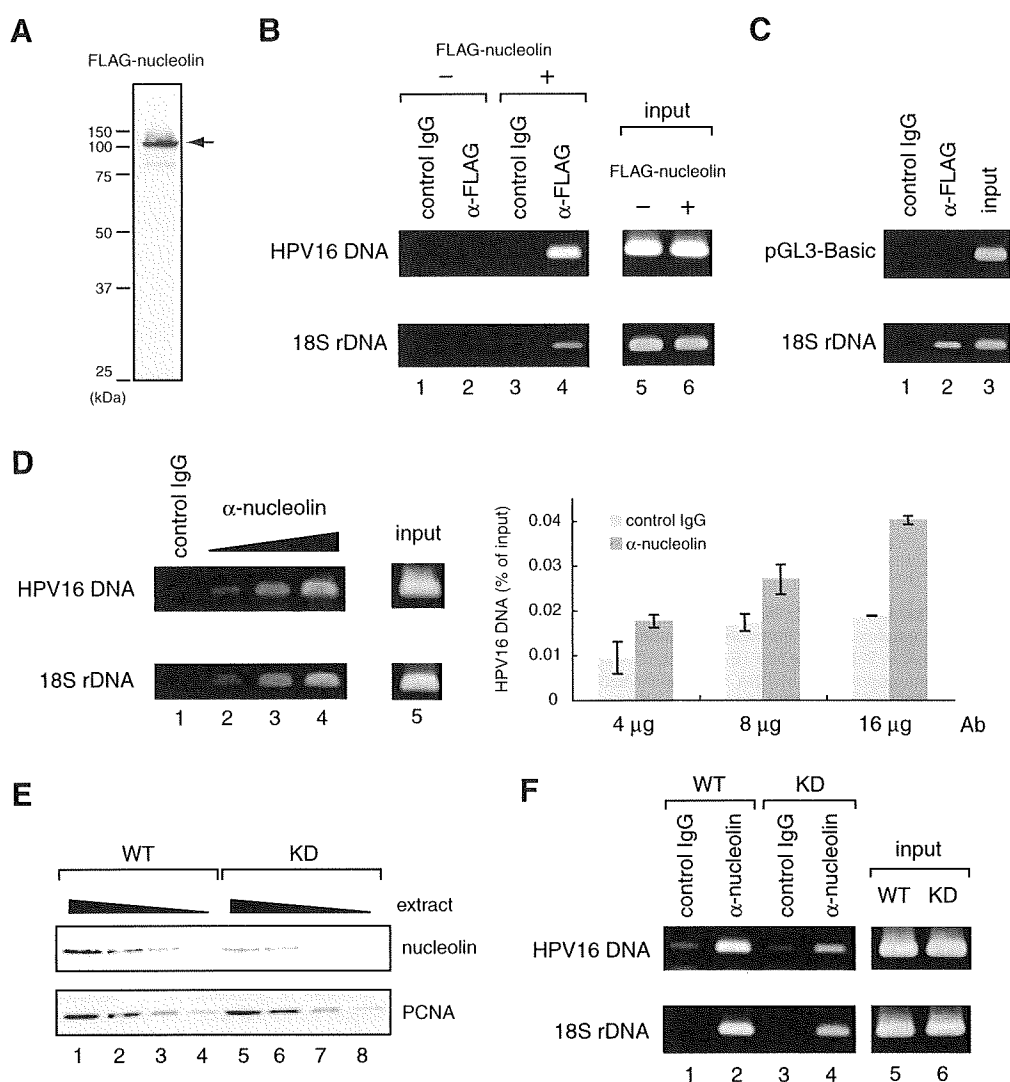 A
FLAG-nucleolin
150
100
75
50
37
25
(kDa)
B
FLAG-nucleolin
− +
control IgG
α-FLAG
control IgG
α-FLAG
input
FLAG-nucleolin
− +
HPV16 DNA
18S rDNA
1 2 3 4 5 6
C
control IgG
α-FLAG
input
pGL3-Basic
18S rDNA
1 2 3
D
control IgG
α-nucleolin
input
HPV16 DNA
18S rDNA
1 2 3 4 5
HPV16 DNA (% of input)
0.04
0.03
0.02
0.01
0
control IgG
α-nucleolin
4 μg 8 μg 16 μg Ab
E
WT KD
extract
nucleolin
PCNA
1 2 3 4 5 6 7 8
F
WT KD
control IgG
α-nucleolin
control IgG
α-nucleolin
input
WT KD
HPV16 DNA
18S rDNA
1 2 3 4 5 6